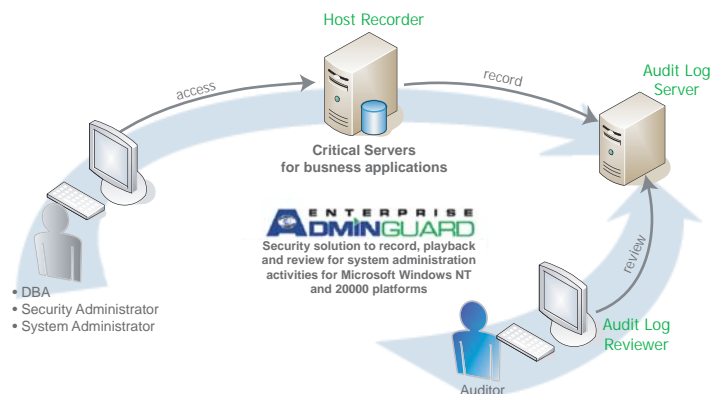 Host Recorder
access
record
Audit Log
Server
Critical Servers
for business applications
ENTERPRISE
ADMINGUARD
Security solution to record, playback
and review for system administration
activities for Microsoft Windows NT
and 20000 platforms
• DBA
• Security Administrator
• System Administrator
review
Audit Log
Reviewer
Auditor